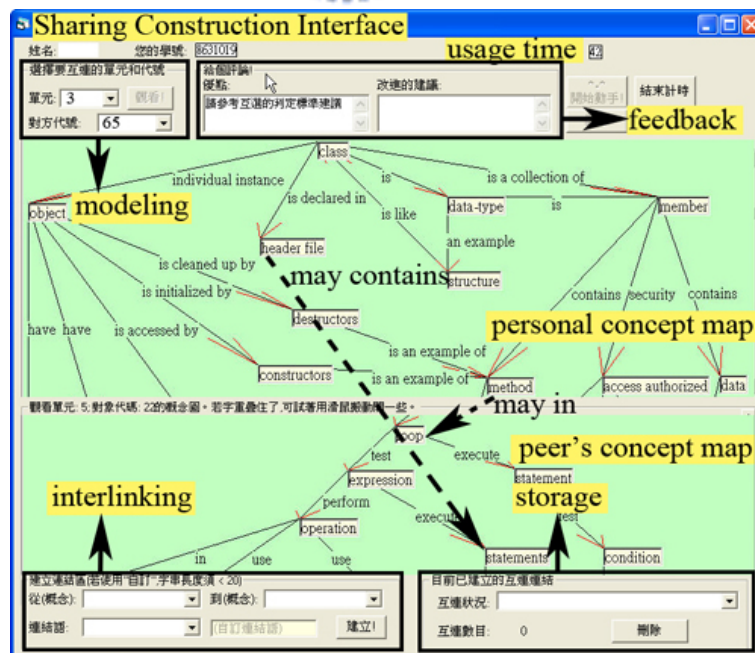 Sharing Construction Interface
姓名: 您的學號: 8631019 usage time 42
選擇要互連的單元和代號 給個評論!
優點: 改進的建議: 開始動手! 結束計時
單元: 3 觀看! 請參考互選的判定標準建議
對方代號: 65 feedback
class
individual instance is is a collection of
modeling
object is declared in data-type is member
is like
header file an example
is cleaned up by may contains structure
is initialized by contains security contains
destructors
have have is accessed by personal concept map
is an example of
constructors is an example of method access authorized data
觀看單元: 5; 對象代碼: 22的概念圖。若字重疊住了,可試著用滑鼠搬動開一些。 may in
loop
test execute peer's concept map
expression statement
interlinking perform storage
operation execute test
in use use statements condition
建立連結區(若使用"自訂",字串長度須 < 20) 目前已建立的互連連結
從(概念): 到(概念): 互連狀況:
連結語: (自訂連結語) 建立! 互連數目: 0 刪除